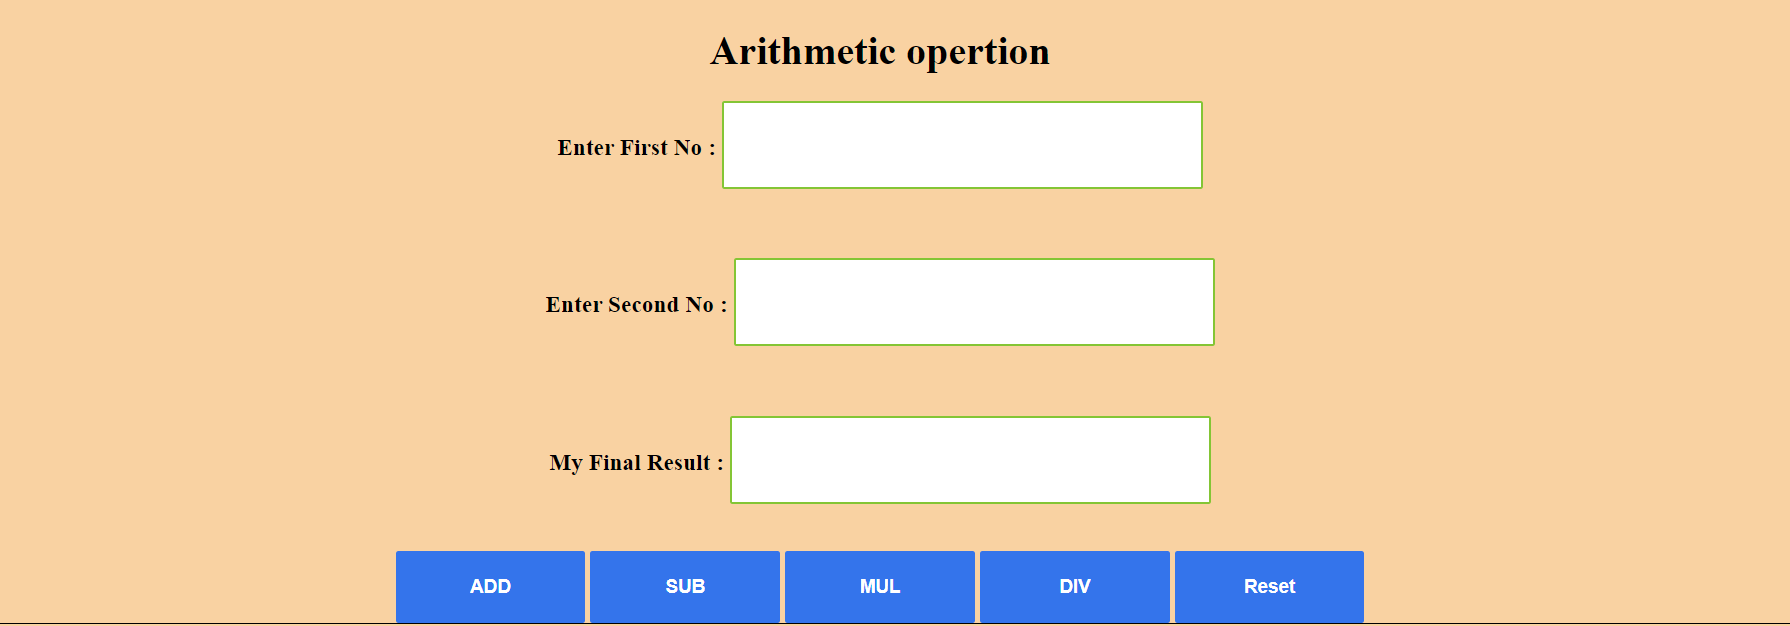 Arithmetic opertion
Enter First No :
Enter Second No :
My Final Result :
ADD SUB MUL DIV Reset